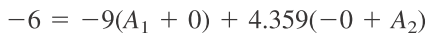 −6 = −9(A₁ + 0) + 4.359(−0 + A₂)